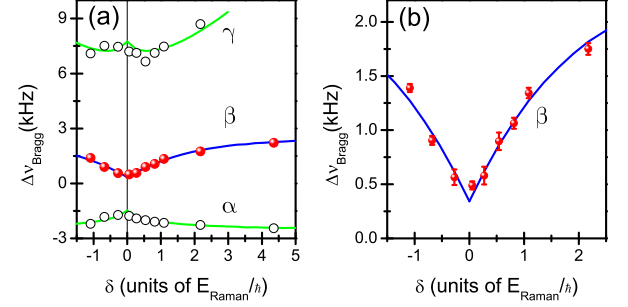 (a)
γ
β
α
9
6
3
0
-3
Δν_Bragg (kHz)
-1 0 1 2 3 4 5
δ (units of E_Raman/ħ)
(b)
β
2.0
1.5
1.0
0.5
0.0
Δν_Bragg (kHz)
-1 0 1 2
δ (units of E_Raman/ħ)